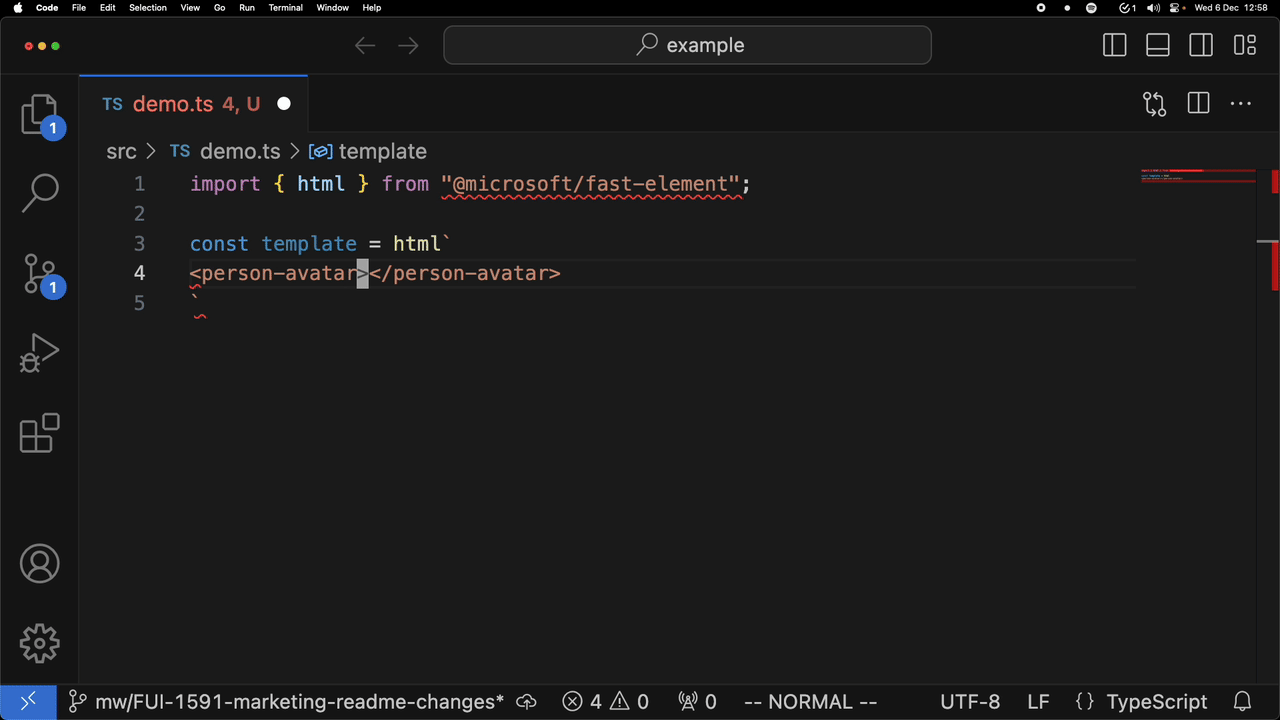 Code File Edit Selection View Go Run Terminal Window Help 1 Wed 6 Dec 12:58
example
TS demo.ts 4, U
src > TS demo.ts > template
1 import { html } from "@microsoft/fast-element";
2
3 const template = html`
4 <person-avatar></person-avatar>
5 `
1
1
mw/FUI-1591-marketing-readme-changes* 4 0 0 -- NORMAL -- UTF-8 LF {} TypeScript